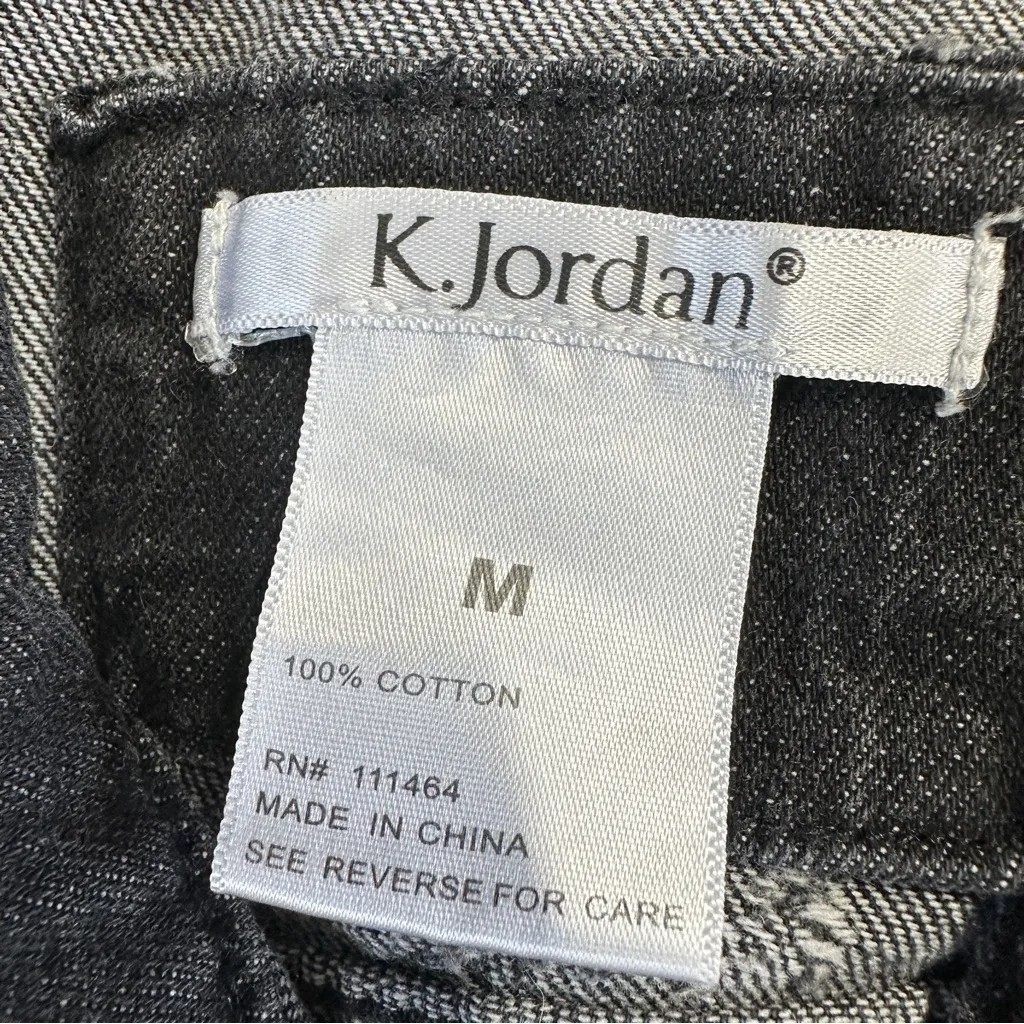 K.Jordan®
M
100% COTTON
RN# 111464
MADE IN CHINA
SEE REVERSE FOR CARE